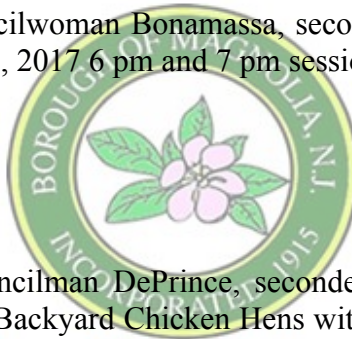 cilwoman Bonamassa, seco
, 2017 6 pm and 7 pm sessi
BOROUGH OF MAGNOLIA, N.J.
INCORPORATED 1915
ncilman DePrince, seconde
Backyard Chicken Hens wit